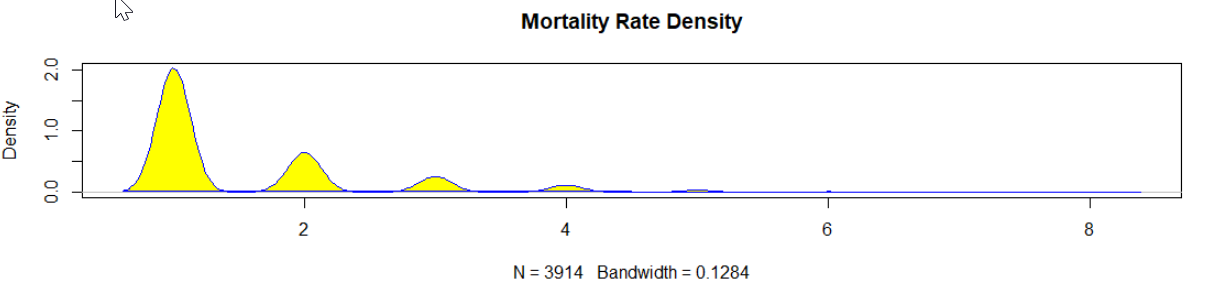 Mortality Rate Density
Density
2.0
1.0
0.0
2 4 6 8
N = 3914 Bandwidth = 0.1284